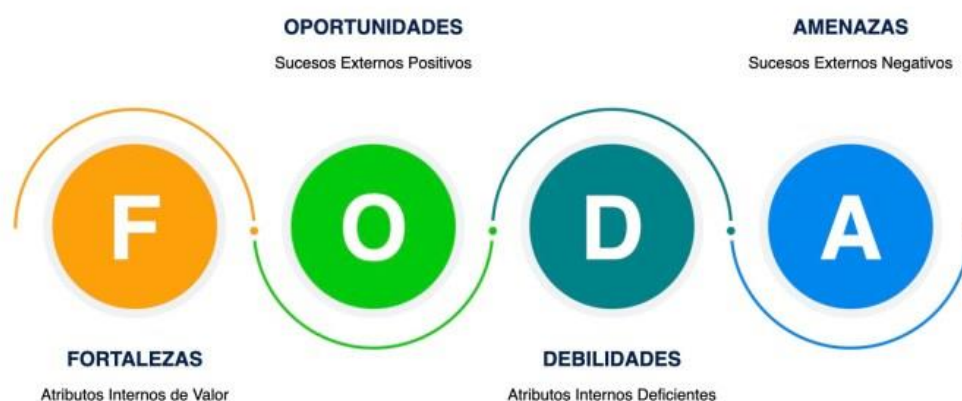 OPORTUNIDADES
Sucesos Externos Positivos
AMENAZAS
Sucesos Externos Negativos
F
O
D
A
FORTALEZAS
Atributos Internos de Valor
DEBILIDADES
Atributos Internos Deficientes